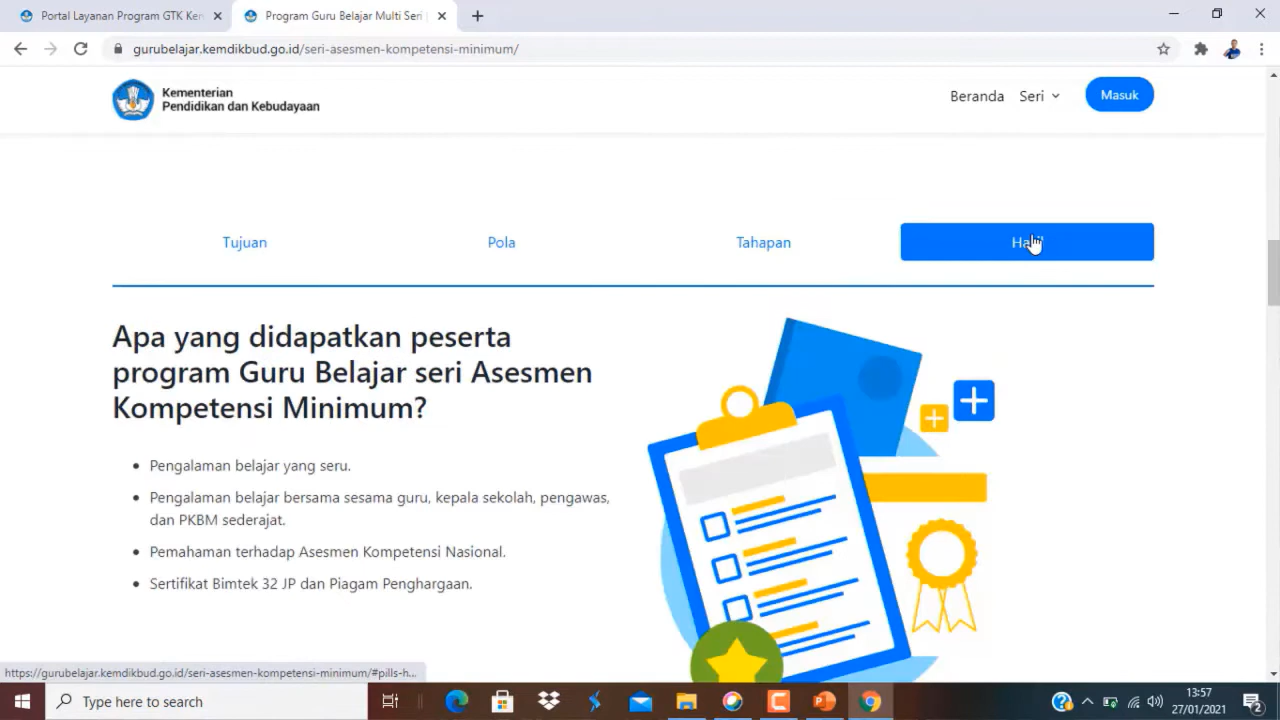 Portal Layanan Program GTK Ker
Program Guru Belajar Multi Seri
gurubelajar.kemdikbud.go.id/seri-asesmen-kompetensi-minimum/
Kementerian
Pendidikan dan Kebudayaan
Beranda
Seri
Masuk
Tujuan
Pola
Tahapan
Apa yang didapatkan peserta
program Guru Belajar seri Asesmen
Kompetensi Minimum?
Pengalaman belajar yang seru.
Pengalaman belajar bersama sesama guru, kepala sekolah, pengawas,
dan PKBM sederajat.
Pemahaman terhadap Asesmen Kompetensi Nasional.
Sertifikat Bimtek 32 JP dan Piagam Penghargaan.
https://gurubelajar.kemdikbud.go.id/seri-asesmen-kompetensi-minimum/#pills-h...
Type here to search
13:57
27/01/2021
2